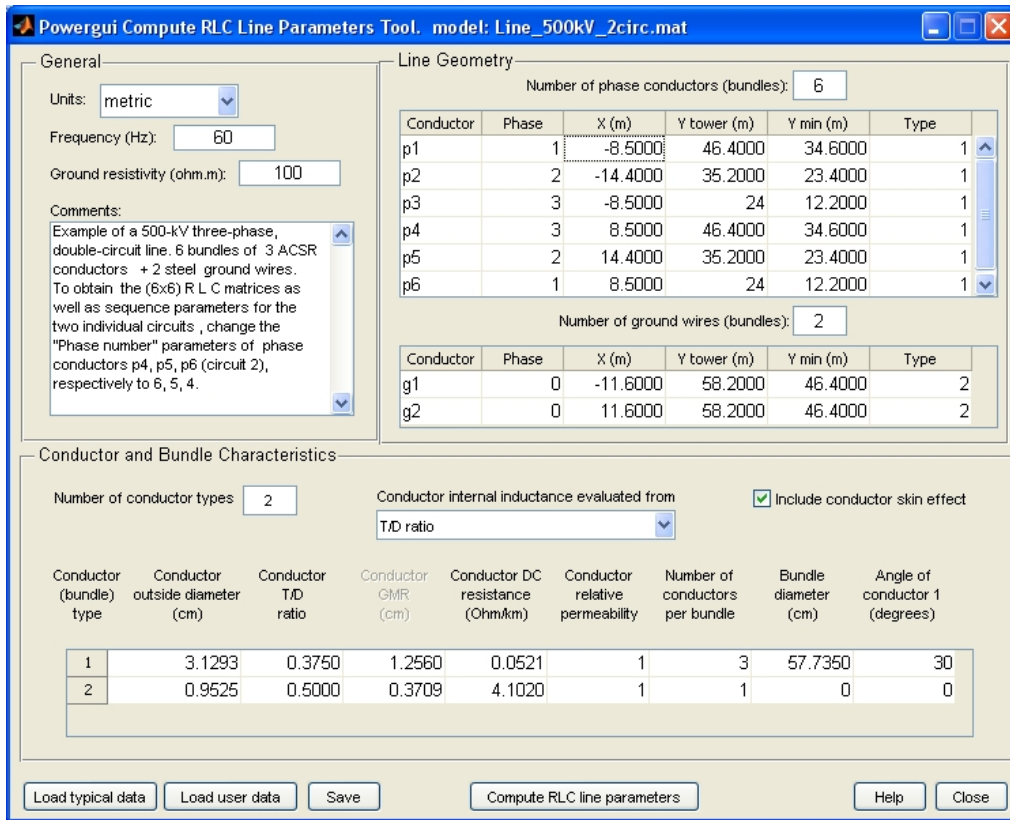 Powergui Compute RLC Line Parameters Tool.  model: Line_500kV_2circ.mat
General
Units: metric
Frequency (Hz): 60
Ground resistivity (ohm.m): 100
Comments:
Example of a 500-kV three-phase,
double-circuit line. 6 bundles of  3 ACSR
conductors   + 2 steel  ground wires.
To obtain  the (6x6) R L C matrices as
well as sequence parameters for the
two individual circuits , change the
"Phase number" parameters of  phase
conductors p4, p5, p6 (circuit 2),
respectively to 6, 5, 4.
Line Geometry
Number of phase conductors (bundles): 6
Conductor Phase X (m) Y tower (m) Y min (m) Type
p1 1 -8.5000 46.4000 34.6000 1
p2 2 -14.4000 35.2000 23.4000 1
p3 3 -8.5000 24 12.2000 1
p4 3 8.5000 46.4000 34.6000 1
p5 2 14.4000 35.2000 23.4000 1
p6 1 8.5000 24 12.2000 1
Number of ground wires (bundles): 2
Conductor Phase X (m) Y tower (m) Y min (m) Type
g1 0 -11.6000 58.2000 46.4000 2
g2 0 11.6000 58.2000 46.4000 2
Conductor and Bundle Characteristics
Number of conductor types 2
Conductor internal inductance evaluated from
T/D ratio
Include conductor skin effect
Conductor Conductor Conductor Conductor Conductor DC Conductor Number of Bundle Angle of
(bundle) outside diameter T/D GMR resistance relative conductors diameter conductor 1
type (cm) ratio (cm) (Ohm/km) permeability per bundle (cm) (degrees)
1 3.1293 0.3750 1.2560 0.0521 1 3 57.7350 30
2 0.9525 0.5000 0.3709 4.1020 1 1 0 0
Load typical data Load user data Save Compute RLC line parameters Help Close